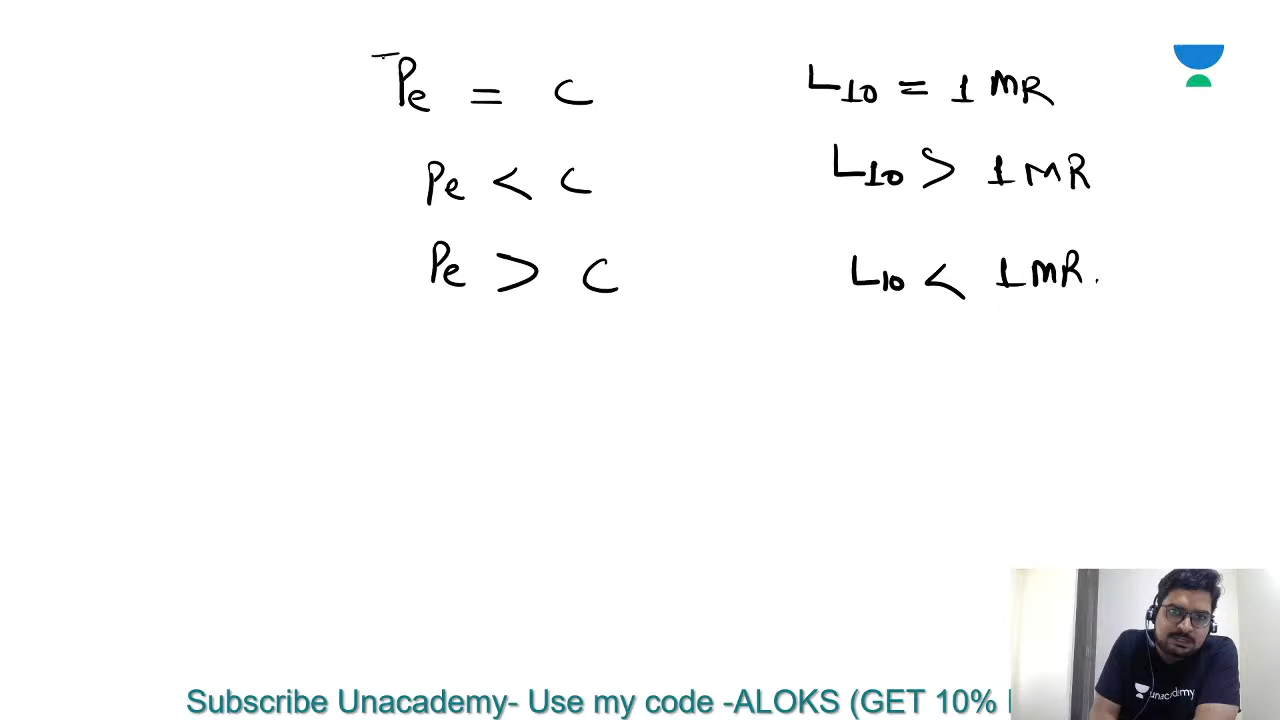 Pe = C L10 = 1 MR
Pe < C L10 > 1 MR
Pe > C L10 < 1 MR.
unacademy
Subscribe Unacademy- Use my code -ALOKS (GET 10%